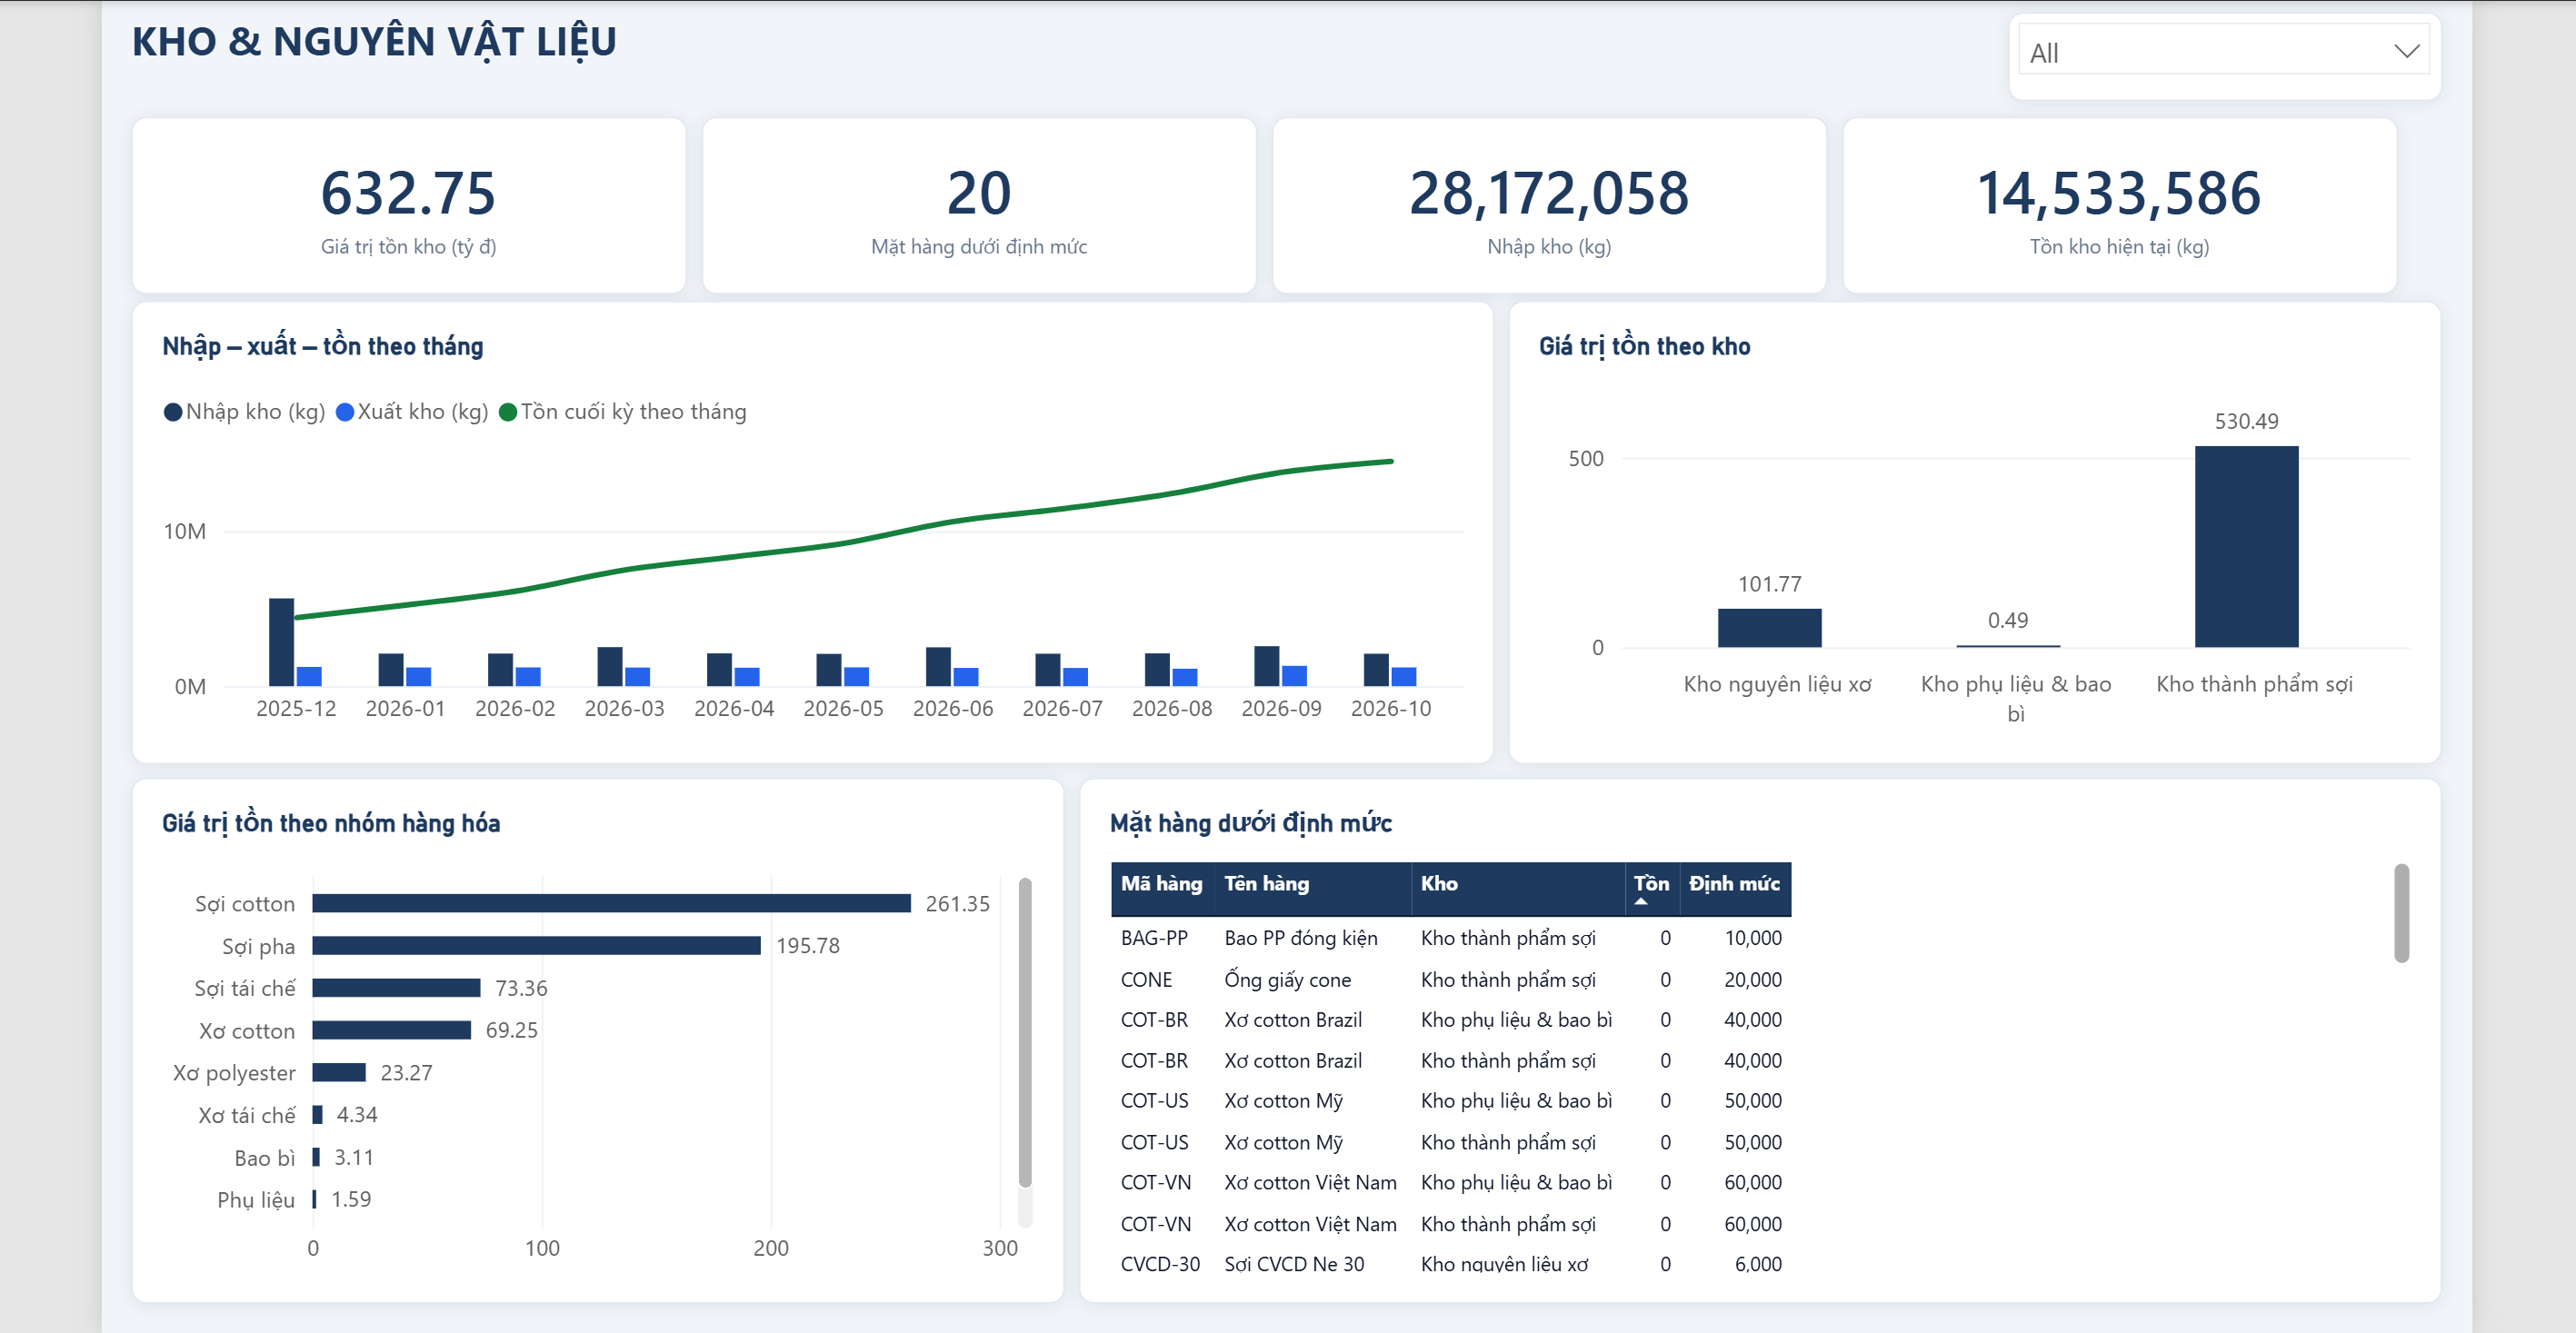 KHO & NGUYÊN VẬT LIỆU
All
632.75
Giá trị tồn kho (tỷ đ)
20
Mặt hàng dưới định mức
28,172,058
Nhập kho (kg)
14,533,586
Tồn kho hiện tại (kg)
Nhập – xuất – tồn theo tháng
Nhập kho (kg) Xuất kho (kg) Tồn cuối kỳ theo tháng
10M
0M
2025-12 2026-01 2026-02 2026-03 2026-04 2026-05 2026-06 2026-07 2026-08 2026-09 2026-10
Giá trị tồn theo kho
530.49
500
101.77
0.49
0
Kho nguyên liệu xơ Kho phụ liệu & bao bì Kho thành phẩm sợi
Giá trị tồn theo nhóm hàng hóa
Sợi cotton 261.35
Sợi pha 195.78
Sợi tái chế 73.36
Xơ cotton 69.25
Xơ polyester 23.27
Xơ tái chế 4.34
Bao bì 3.11
Phụ liệu 1.59
0 100 200 300
Mặt hàng dưới định mức
Mã hàng Tên hàng Kho Tồn Định mức
BAG-PP Bao PP đóng kiện Kho thành phẩm sợi 0 10,000
CONE Ống giấy cone Kho thành phẩm sợi 0 20,000
COT-BR Xơ cotton Brazil Kho phụ liệu & bao bì 0 40,000
COT-BR Xơ cotton Brazil Kho thành phẩm sợi 0 40,000
COT-US Xơ cotton Mỹ Kho phụ liệu & bao bì 0 50,000
COT-US Xơ cotton Mỹ Kho thành phẩm sợi 0 50,000
COT-VN Xơ cotton Việt Nam Kho phụ liệu & bao bì 0 60,000
COT-VN Xơ cotton Việt Nam Kho thành phẩm sợi 0 60,000
CVCD-30 Sợi CVCD Ne 30 Kho nguyên liệu xơ 0 6,000